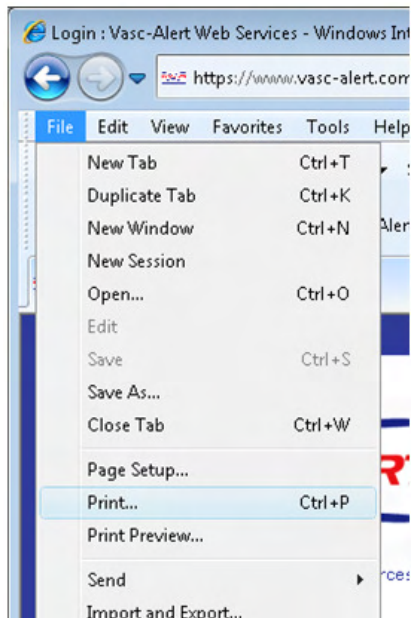 Login : Vasc-Alert Web Services - Windows Int
https://www.vasc-alert.com
File Edit View Favorites Tools Help
New Tab Ctrl+T
Duplicate Tab Ctrl+K
New Window Ctrl+N
New Session
Open... Ctrl+O
Edit
Save Ctrl+S
Save As...
Close Tab Ctrl+W
Page Setup...
Print... Ctrl+P
Print Preview...
Send
Import and Export...